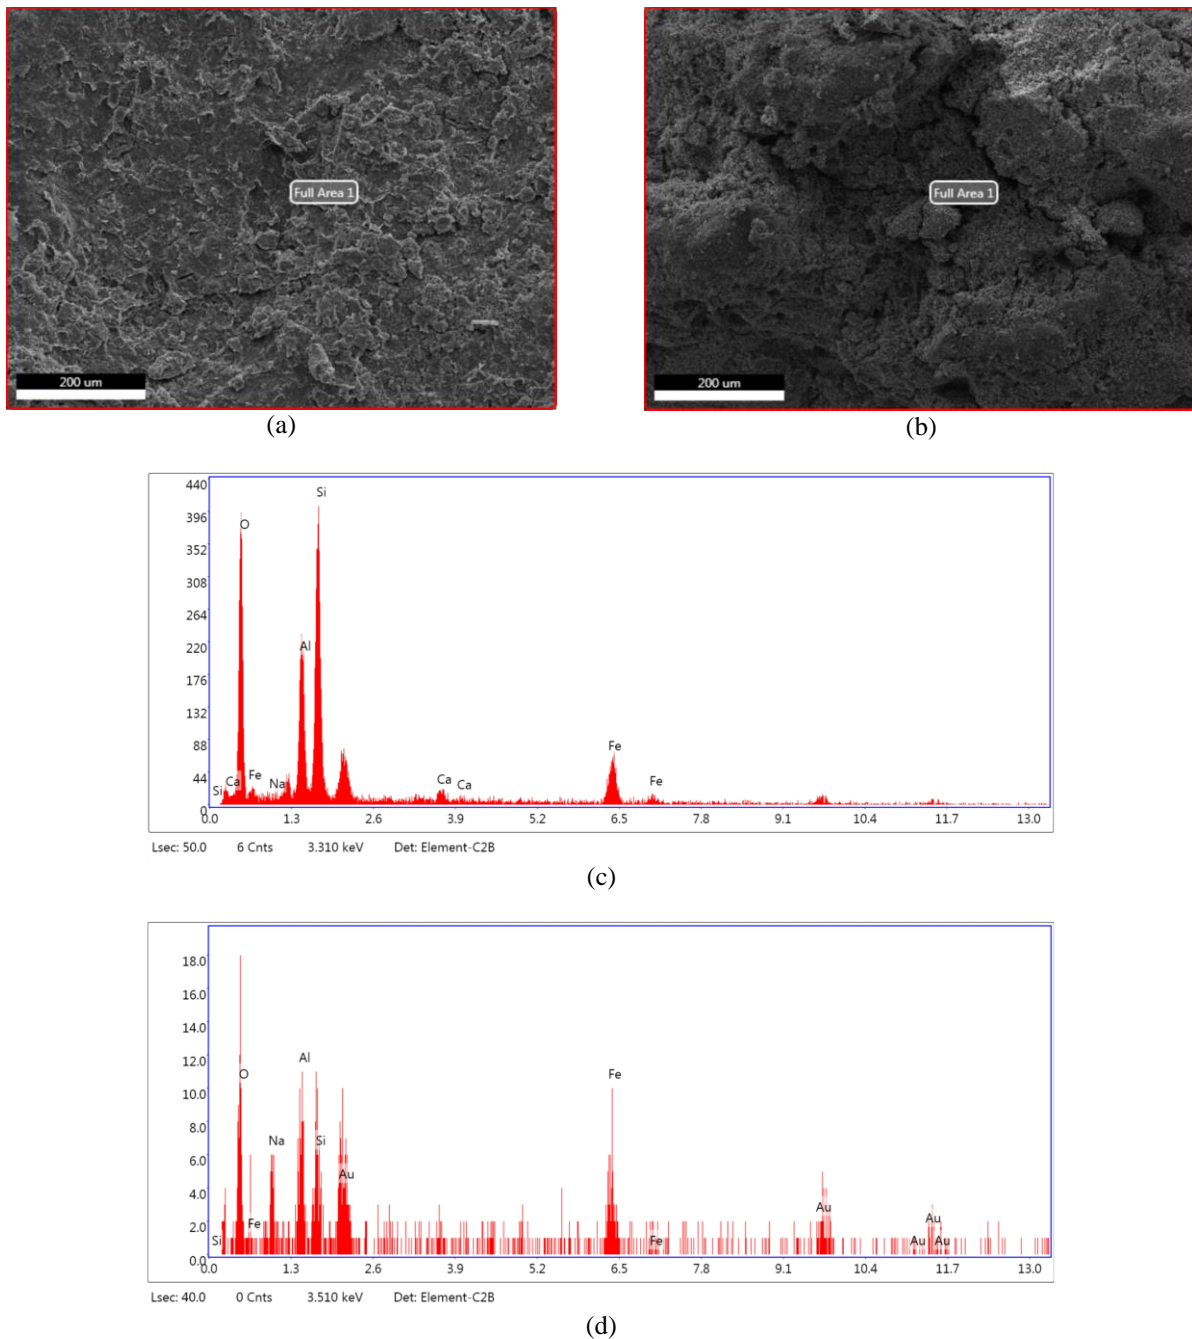 Full Area 1
200 um
(a)
Full Area 1
200 um
(b)
440
396
352
308
264
220
176
132
88
44
0
Si
O
Al
Si
Ca
Fe
Na
Ca
Ca
Fe
Fe
0.0 1.3 2.6 3.9 5.2 6.5 7.8 9.1 10.4 11.7 13.0
Lsec: 50.0 6 Cnts 3.310 keV Det: Element-C2B
(c)
18.0
16.0
14.0
12.0
10.0
8.0
6.0
4.0
2.0
0.0
Al
O
Fe
Na
Si
Au
Au
Fe
Au
Si
Fe
Au
Au
0.0 1.3 2.6 3.9 5.2 6.5 7.8 9.1 10.4 11.7 13.0
Lsec: 40.0 0 Cnts 3.510 keV Det: Element-C2B
(d)